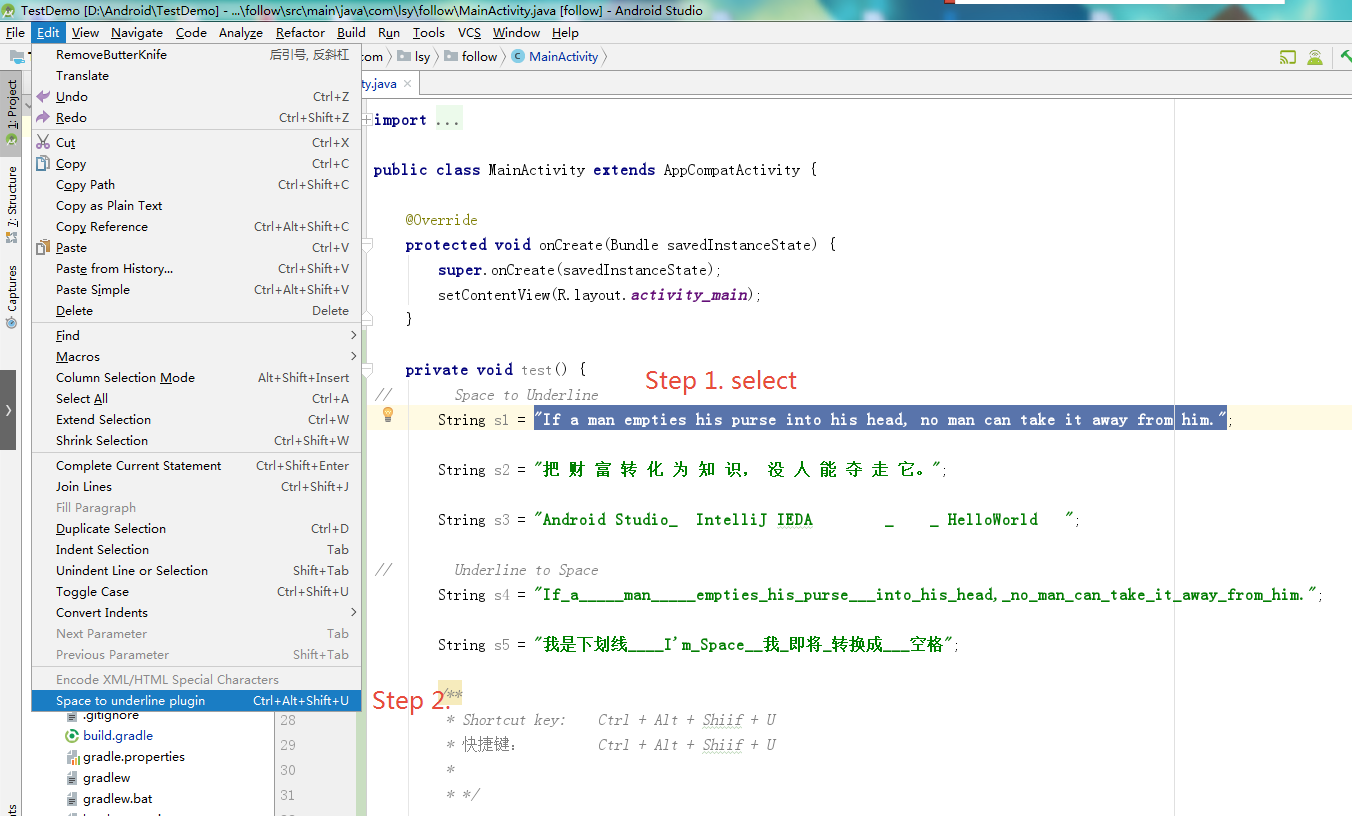 TestDemo [D:\Android\TestDemo] - ...\follow\src\main\java\com\lsy\follow\MainActivity.java [follow] - Android Studio
File Edit View Navigate Code Analyze Refactor Build Run Tools VCS Window Help
com lsy follow MainActivity
ty.java
1: Project
7: Structure
Captures
RemoveButterKnife 后引号, 反斜杠
Translate
Undo Ctrl+Z
Redo Ctrl+Shift+Z
Cut Ctrl+X
Copy Ctrl+C
Copy Path Ctrl+Shift+C
Copy as Plain Text
Copy Reference Ctrl+Alt+Shift+C
Paste Ctrl+V
Paste from History... Ctrl+Shift+V
Paste Simple Ctrl+Alt+Shift+V
Delete Delete
Find
Macros
Column Selection Mode Alt+Shift+Insert
Select All Ctrl+A
Extend Selection Ctrl+W
Shrink Selection Ctrl+Shift+W
Complete Current Statement Ctrl+Shift+Enter
Join Lines Ctrl+Shift+J
Fill Paragraph
Duplicate Selection Ctrl+D
Indent Selection Tab
Unindent Line or Selection Shift+Tab
Toggle Case Ctrl+Shift+U
Convert Indents
Next Parameter Tab
Previous Parameter Shift+Tab
Encode XML/HTML Special Characters
Space to underline plugin Ctrl+Alt+Shift+U
.gitignore
build.gradle
gradle.properties
gradlew
gradlew.bat
28
29
30
31
import ...
public class MainActivity extends AppCompatActivity {
@Override
protected void onCreate(Bundle savedInstanceState) {
super.onCreate(savedInstanceState);
setContentView(R.layout.activity_main);
}
private void test() {
Step 1. select
// Space to Underline
String s1 = "If a man empties his purse into his head, no man can take it away from him.";
String s2 = "把 财 富 转 化 为 知 识， 没 人 能 夺 走 它。";
String s3 = "Android Studio_  IntelliJ IEDA        _    _ HelloWorld   ";
// Underline to Space
String s4 = "If_a_____man_____empties_his_purse___into_his_head,_no_man_can_take_it_away_from_him.";
String s5 = "我是下划线____I'm_Space__我_即将_转换成___空格";
Step 2.
/**
* Shortcut key: Ctrl + Alt + Shiif + U
* 快捷键： Ctrl + Alt + Shiif + U
*
* */